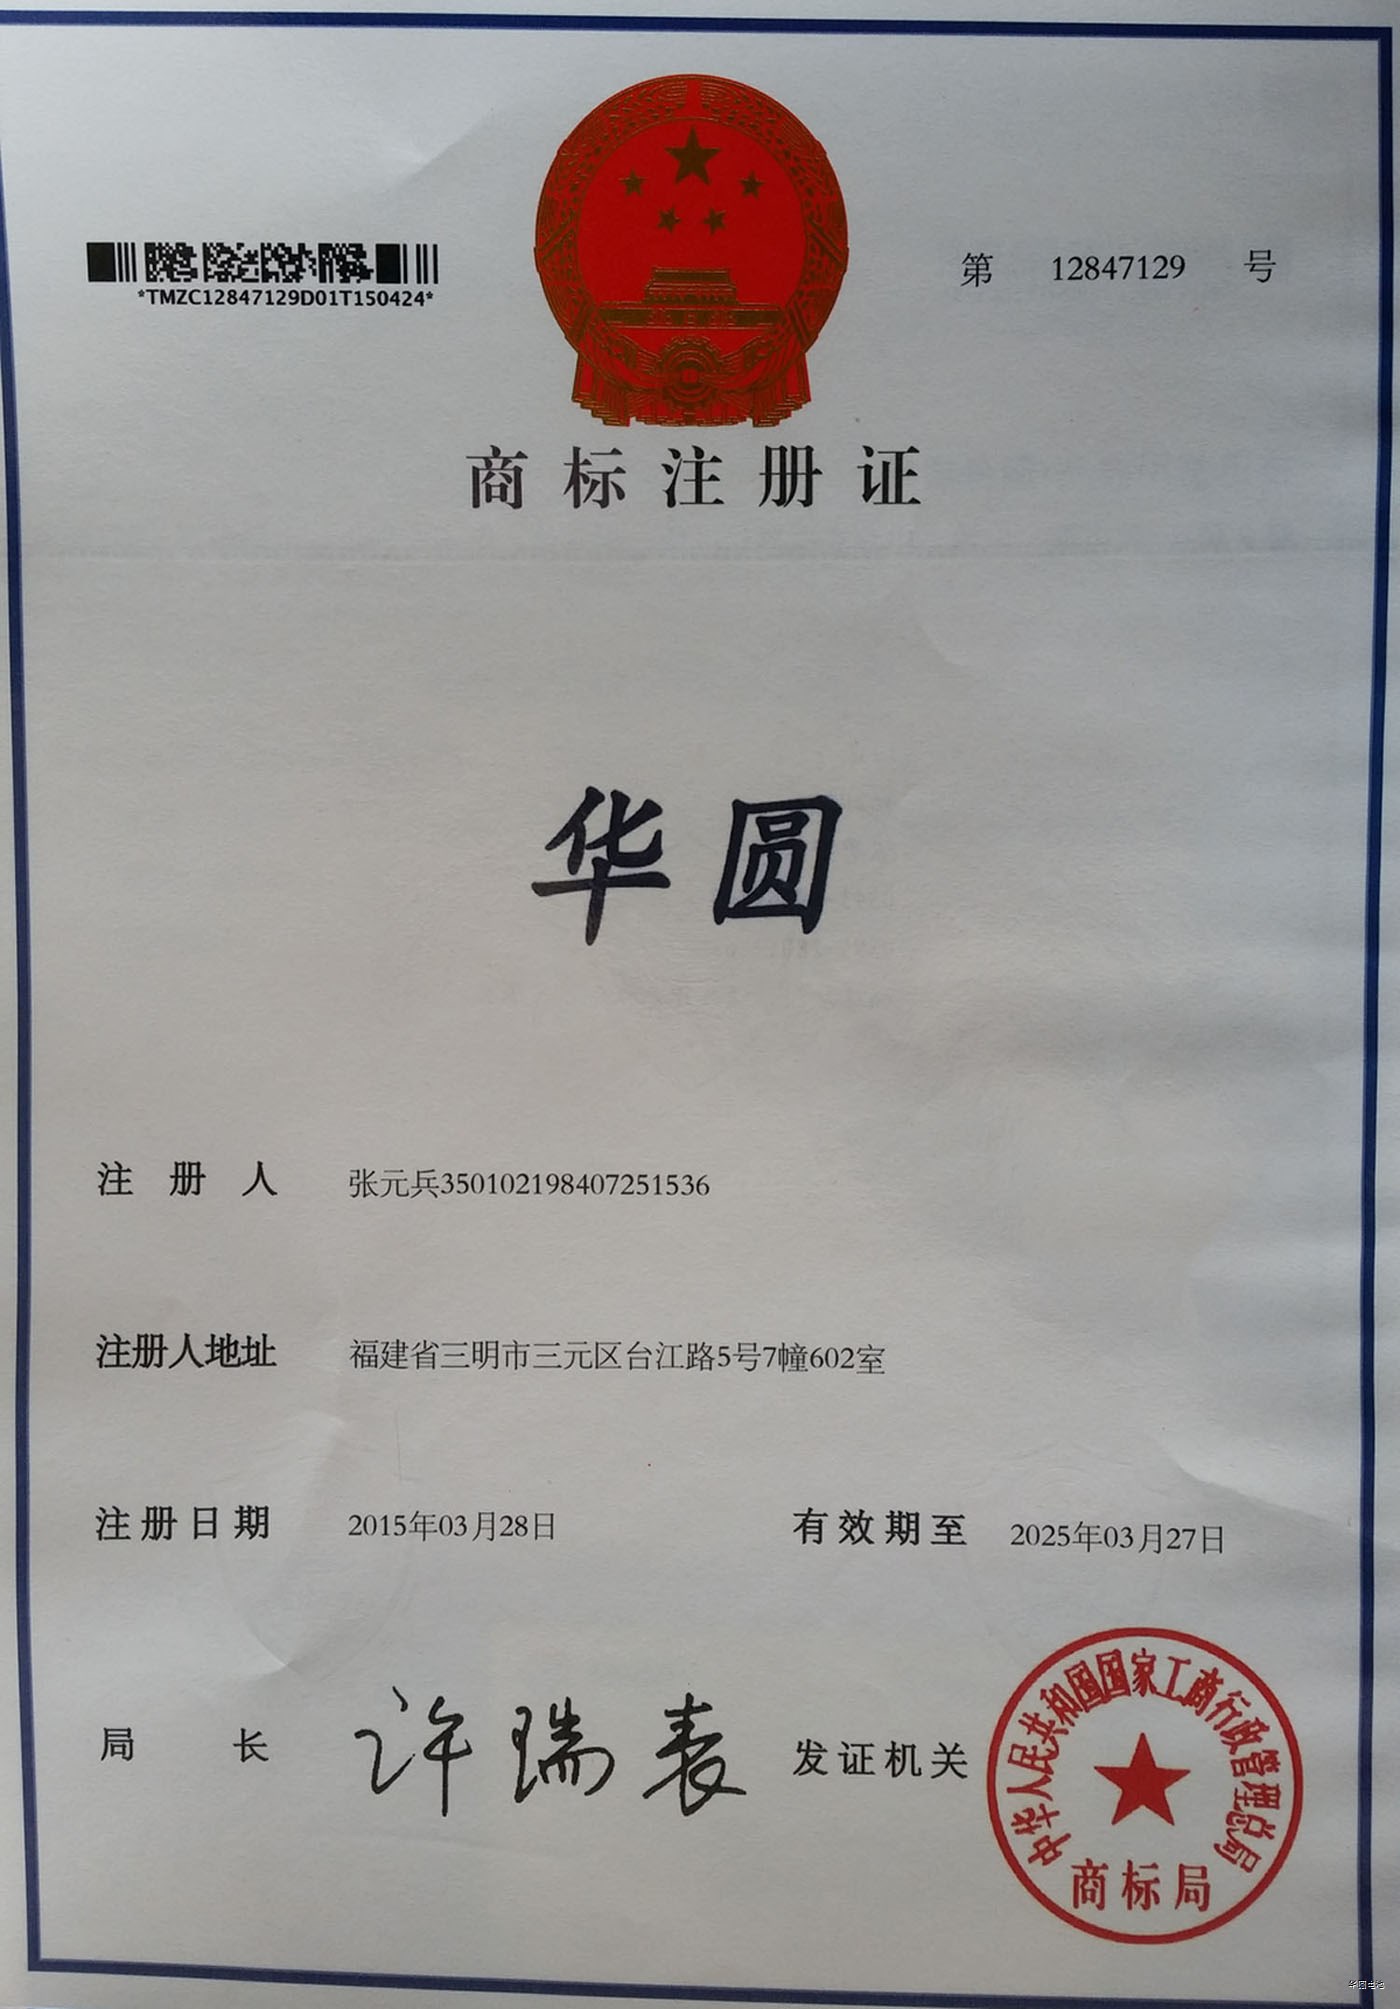 *TMZC12847129D01T150424*
第 12847129 号
商标注册证
华圆
注册人 张元兵350102198407251536
注册人地址 福建省三明市三元区台江路5号7幢602室
注册日期 2015年03月28日 有效期至 2025年03月27日
局长 许瑞表 发证机关
中华人民共和国国家工商行政管理总局
商标局
华圆电池